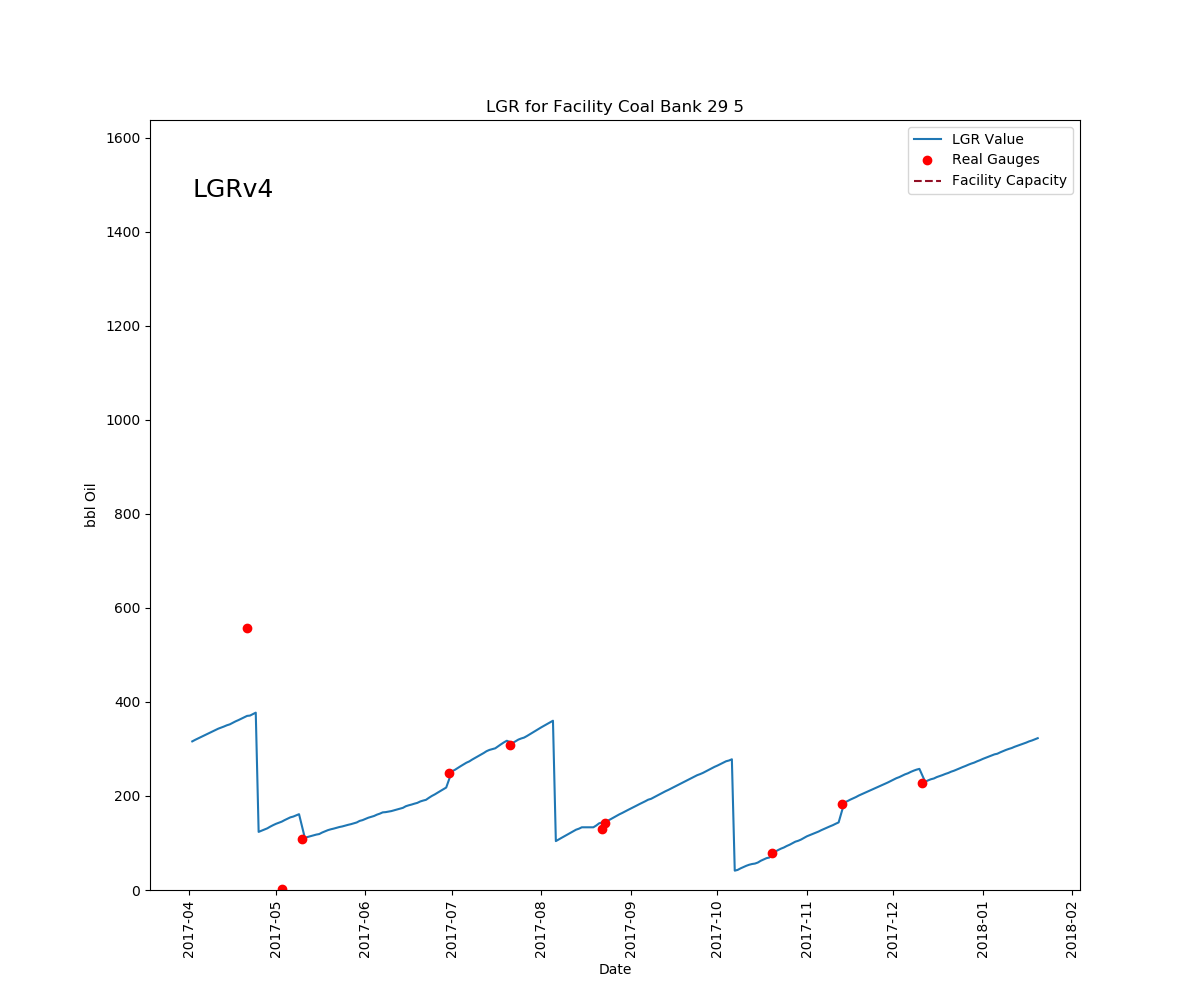 LGR for Facility Coal Bank 29 5
LGRv4
LGR Value
Real Gauges
Facility Capacity
bbl Oil
1600
1400
1200
1000
800
600
400
200
0
2017-04
2017-05
2017-06
2017-07
2017-08
2017-09
2017-10
2017-11
2017-12
2018-01
2018-02
Date